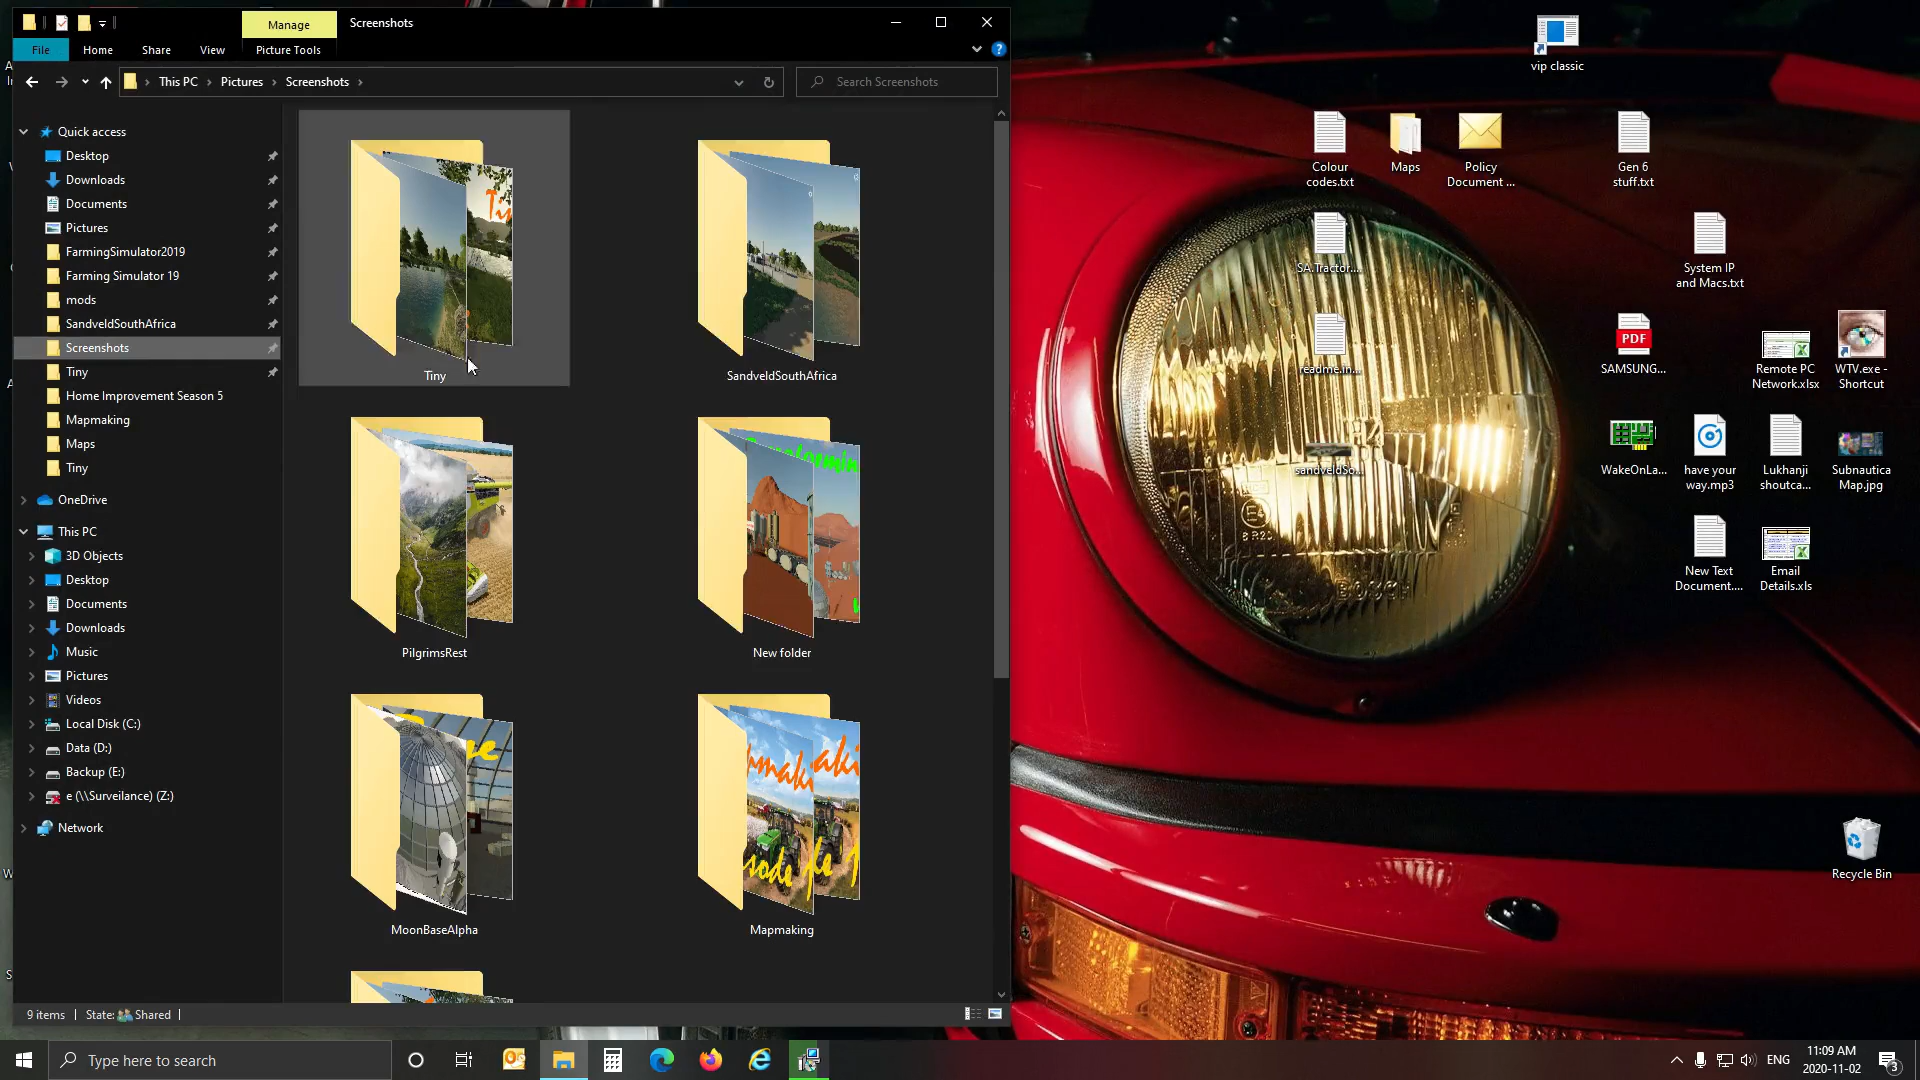 Manage
Screenshots
File
Home
Share
View
Picture Tools
This PC
Pictures
Screenshots
Search Screenshots
Quick access
Desktop
Downloads
Documents
Pictures
FarmingSimulator2019
Farming Simulator 19
mods
SandveldSouthAfrica
Screenshots
Tiny
Home Improvement Season 5
Mapmaking
Maps
Tiny
OneDrive
This PC
3D Objects
Desktop
Documents
Downloads
Music
Pictures
Videos
Local Disk (C:)
Data (D:)
Backup (E:)
e (\\Surveilance) (Z:)
Network
Tiny
SandveldSouthAfrica
PilgrimsRest
New folder
MoonBaseAlpha
Mapmaking
9 items
State:
Shared
vip classic
Colour
codes.txt
Maps
Policy
Document ...
Gen 6
stuff.txt
SA.Tractor....
System IP
and Macs.txt
readme.in...
PDF
SAMSUNG...
Remote PC
Network.xlsx
WTV.exe -
Shortcut
sandveldSo...
WakeOnLa...
have your
way.mp3
Lukhanji
shoutca...
Subnautica
Map.jpg
New Text
Document....
Email
Details.xls
BOSCH
Recycle Bin
Type here to search
ENG
11:09 AM
2020-11-02
3